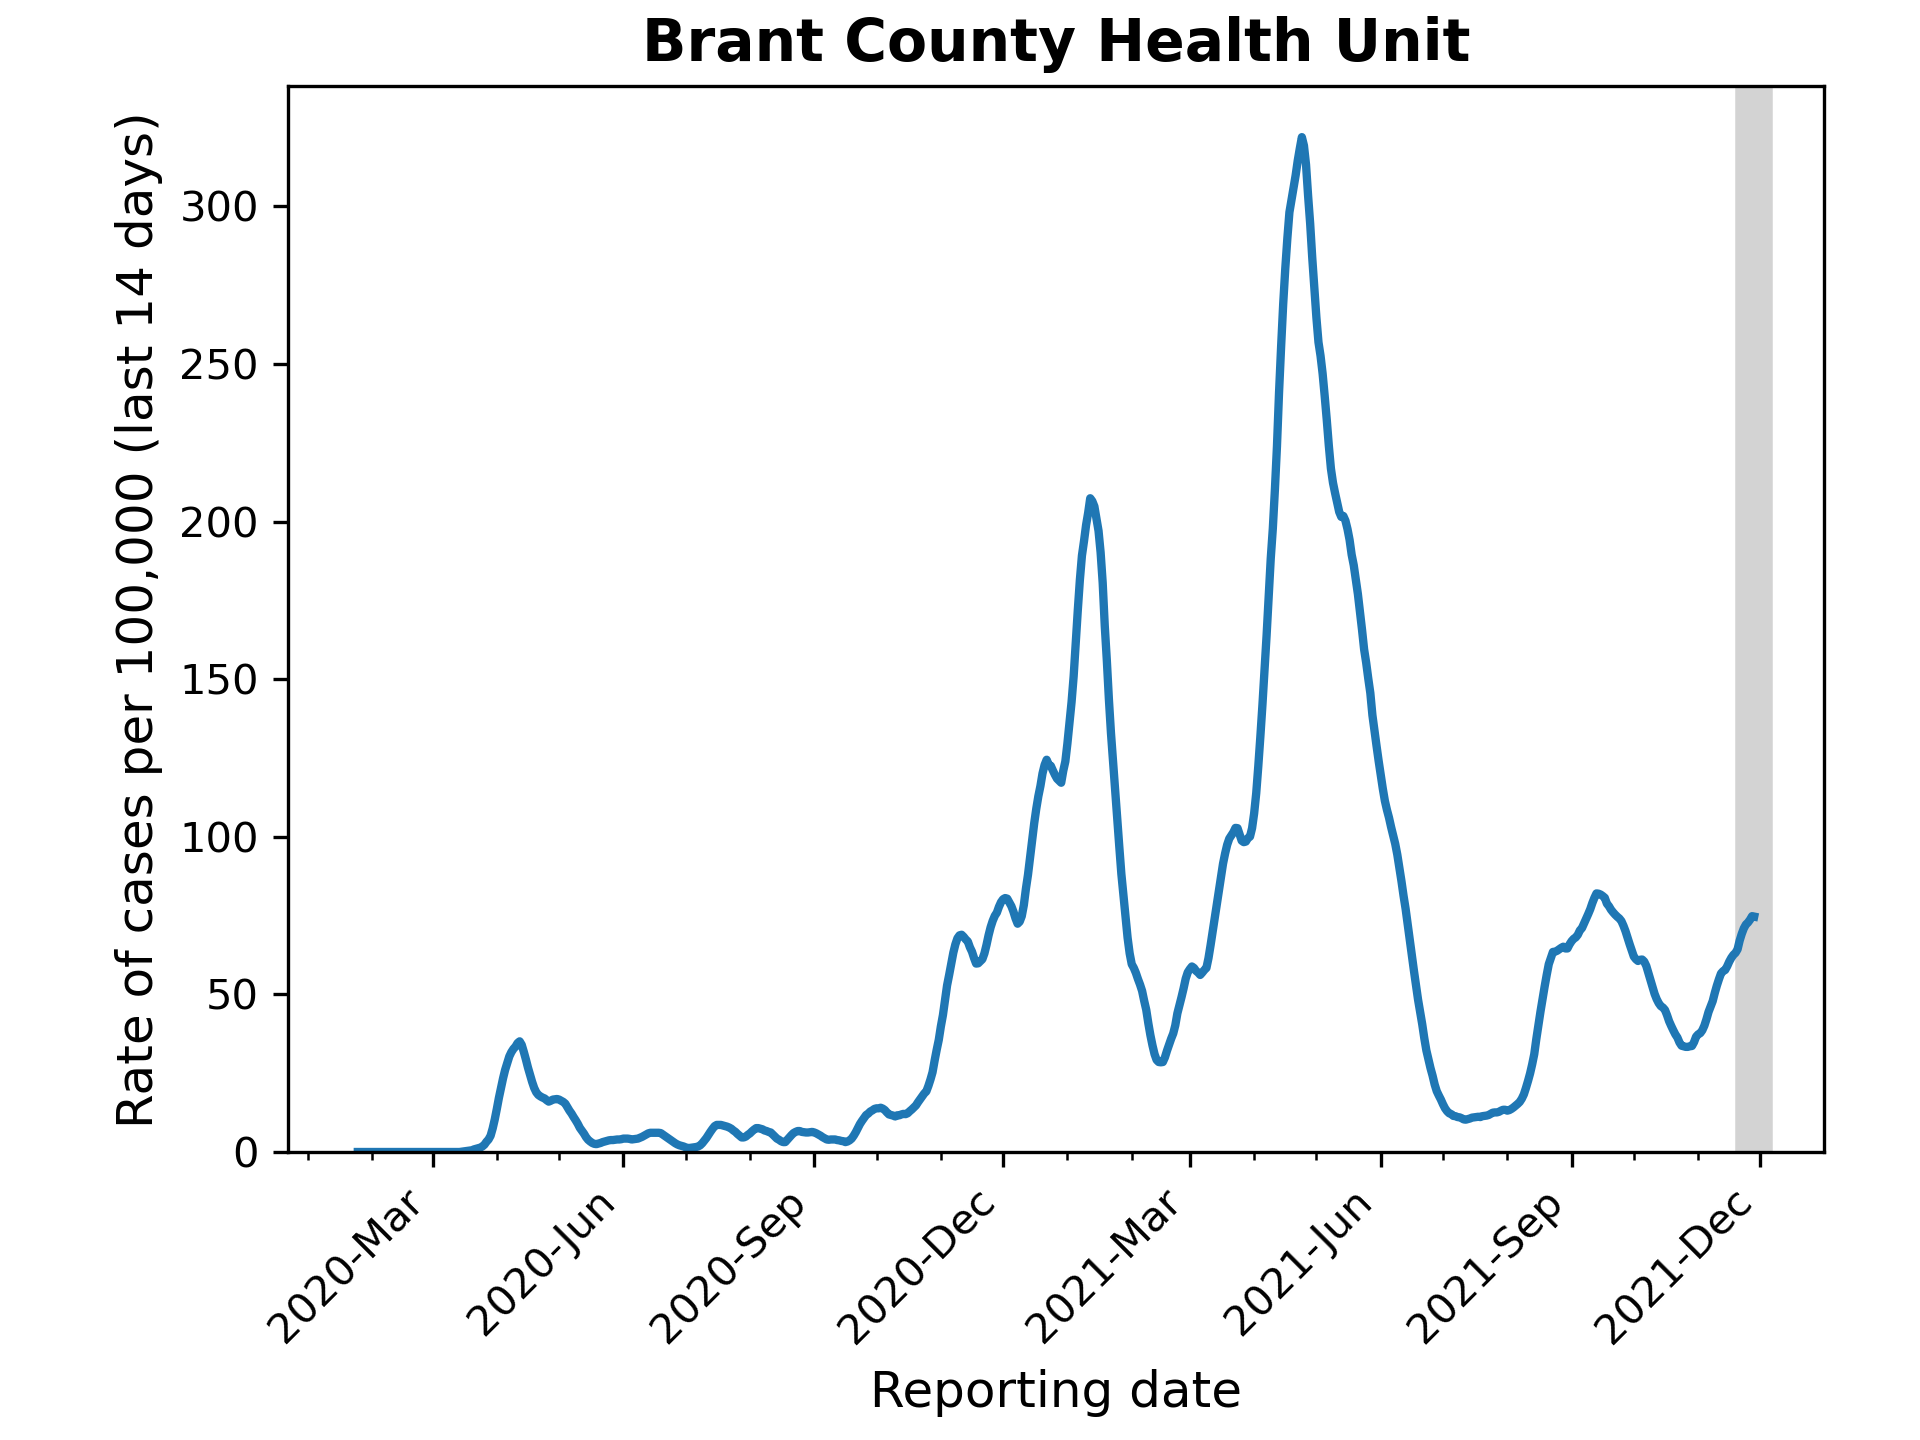 Brant County Health Unit
Rate of cases per 100,000 (last 14 days)
300
250
200
150
100
50
0
2020-Mar
2020-Jun
2020-Sep
2020-Dec
2021-Mar
2021-Jun
2021-Sep
2021-Dec
Reporting date